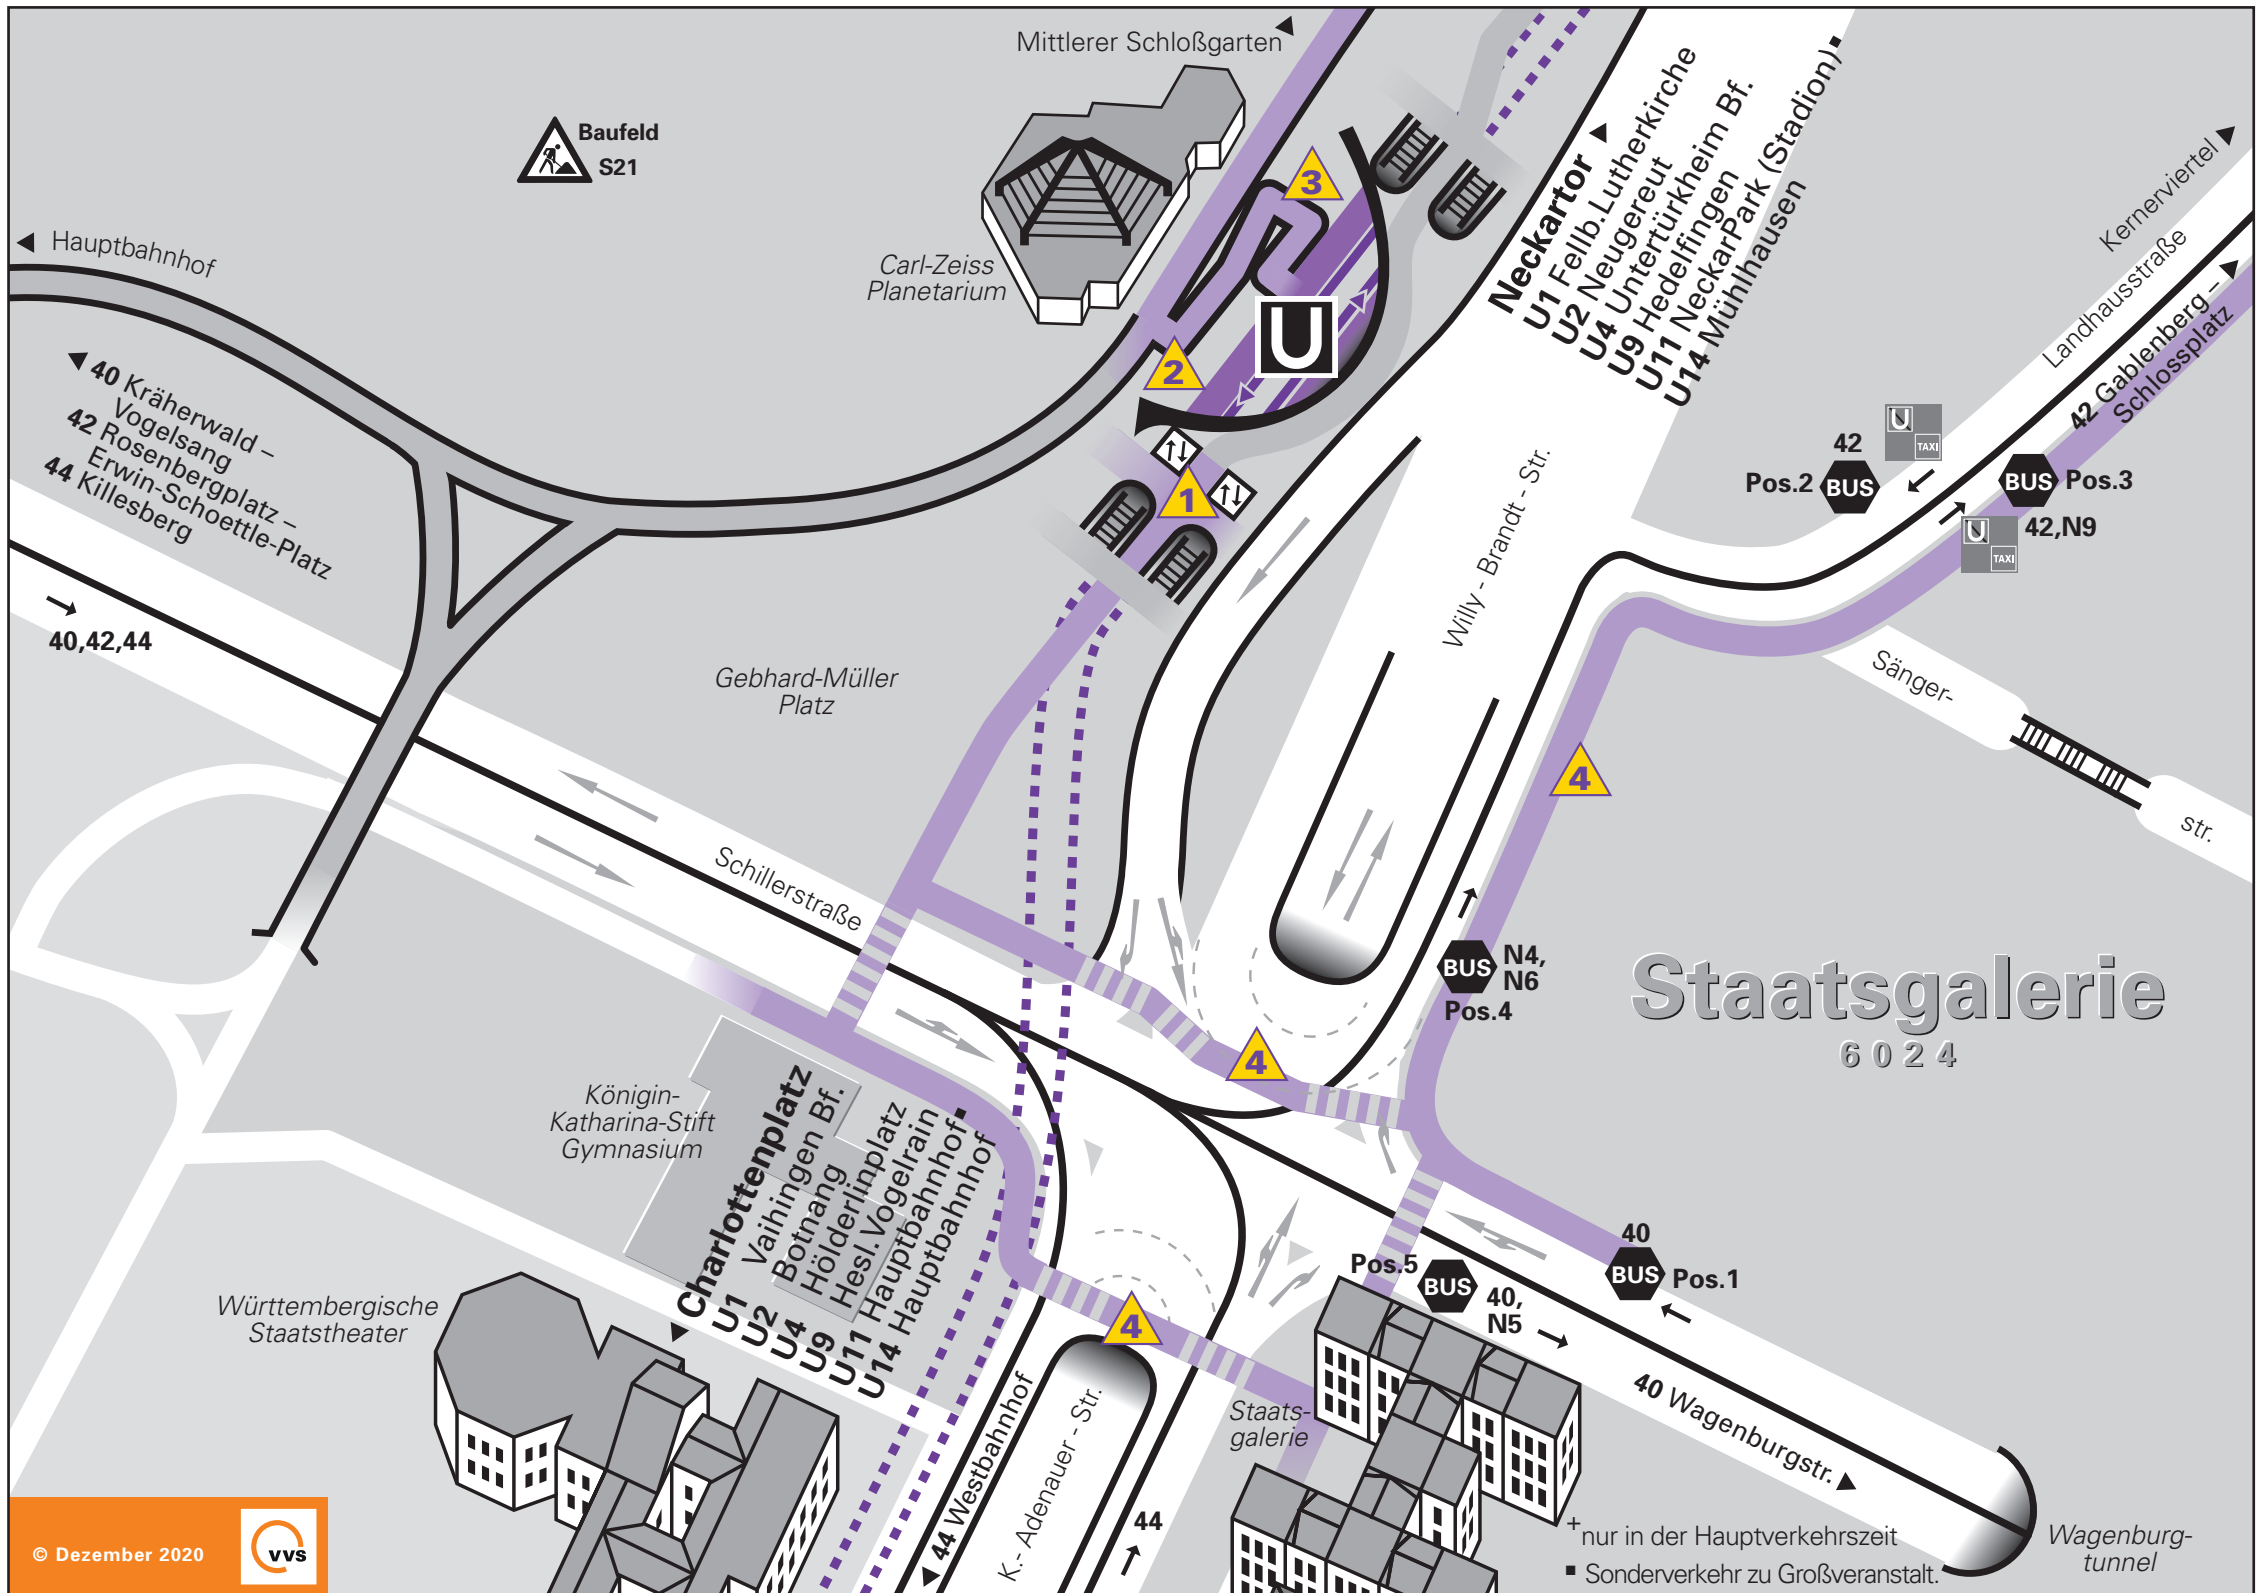 Mittlerer Schloßgarten
Baufeld
S21
Hauptbahnhof
Carl-Zeiss
Planetarium
3
2
U
1
40 Kräherwald –
Vogelsang
42 Rosenbergplatz –
Erwin-Schoettle-Platz
44 Killesberg
40,42,44
Neckartor
U1 Fellb.Lutherkirche
U2 Neugereut
U4 Untertürkheim Bf.
U9 Hedelfingen
U11 NeckarPark (Stadion)▪
U14 Mühlhausen
Kernerviertel
Landhausstraße
42 Gablenberg –
Schlossplatz
42
Pos.2
BUS
U
TAXI
BUS
Pos.3
42,N9
U
TAXI
Willy - Brandt - Str.
Gebhard-Müller
Platz
Sänger-
str.
4
Schillerstraße
BUS
N4,
N6
Pos.4
Staatsgalerie
6024
4
Königin-
Katharina-Stift
Gymnasium
Charlottenplatz
U1 Vaihingen Bf.
U2 Botnang
U4 Hölderlinplatz
U9 Hesl.Vogelrain
U11 Hauptbahnhof▪
U14 Hauptbahnhof
40
BUS
Pos.1
Pos.5
BUS
40,
N5
4
Württembergische
Staatstheater
40 Wagenburgstr.
Staats-
galerie
44 Westbahnhof
K.- Adenauer - Str.
44
Wagenburg-
tunnel
+nur in der Hauptverkehrszeit
▪ Sonderverkehr zu Großveranstalt.
© Dezember 2020
VVS